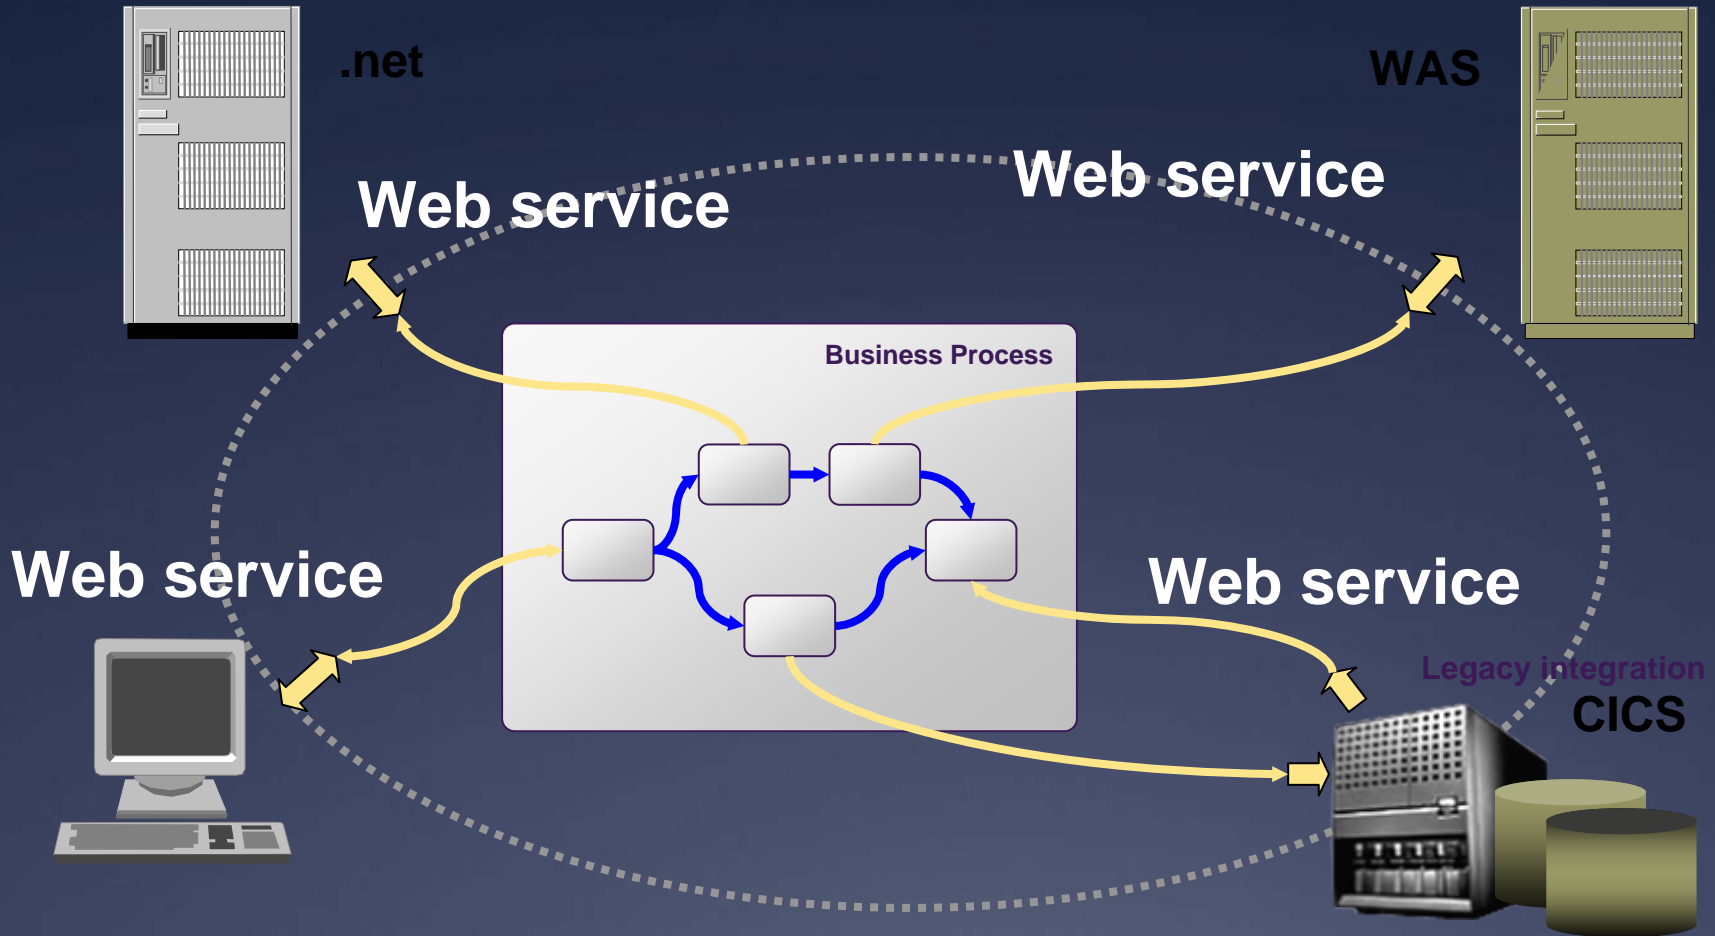 .net
WAS
Web service
Web service
Business Process
Web service
Web service
Legacy integration
CICS